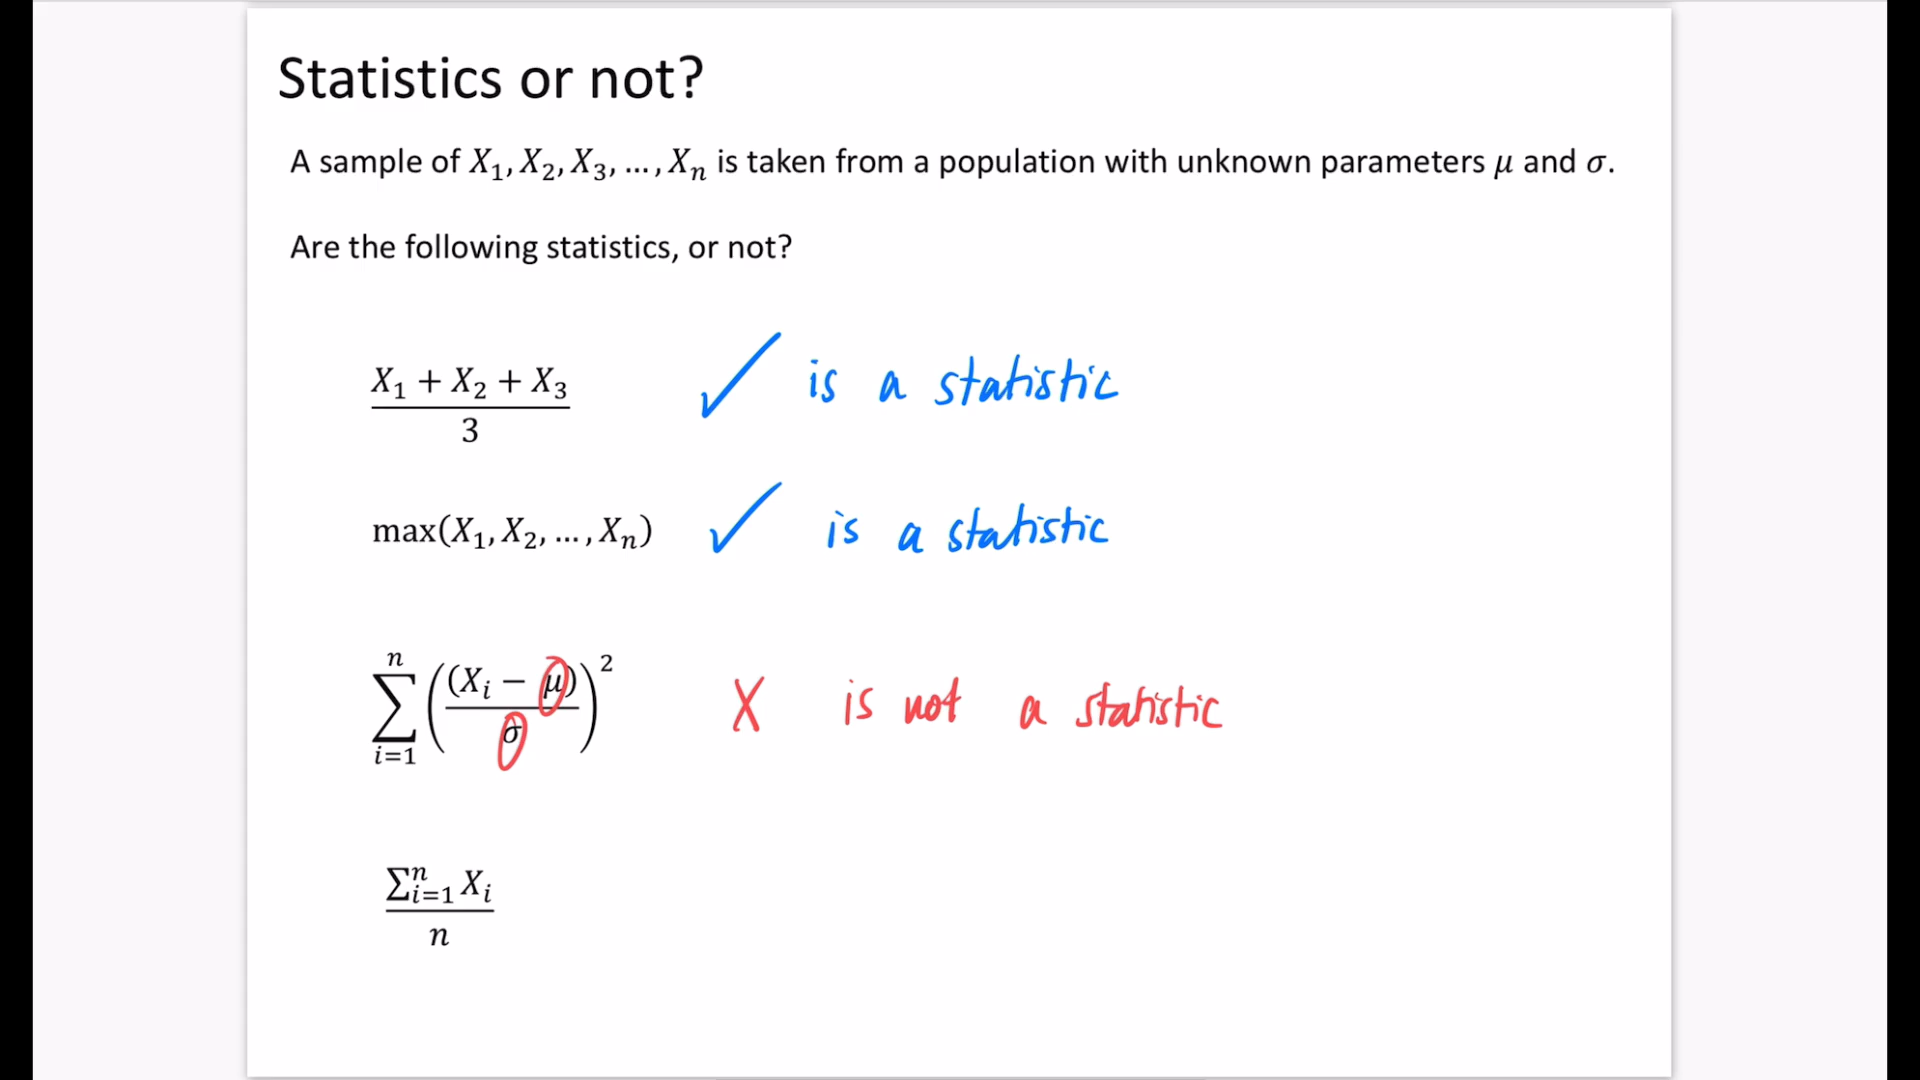 Statistics or not?
A sample of X₁, X₂, X₃, … , Xₙ is taken from a population with unknown parameters μ and σ.
Are the following statistics, or not?
(X₁ + X₂ + X₃)/3 ✓ is a statistic
max(X₁, X₂, … , Xₙ) ✓ is a statistic
∑ᵢ₌₁ⁿ ((Xᵢ − μ)/σ)² X is not a statistic
∑ᵢ₌₁ⁿ Xᵢ / n